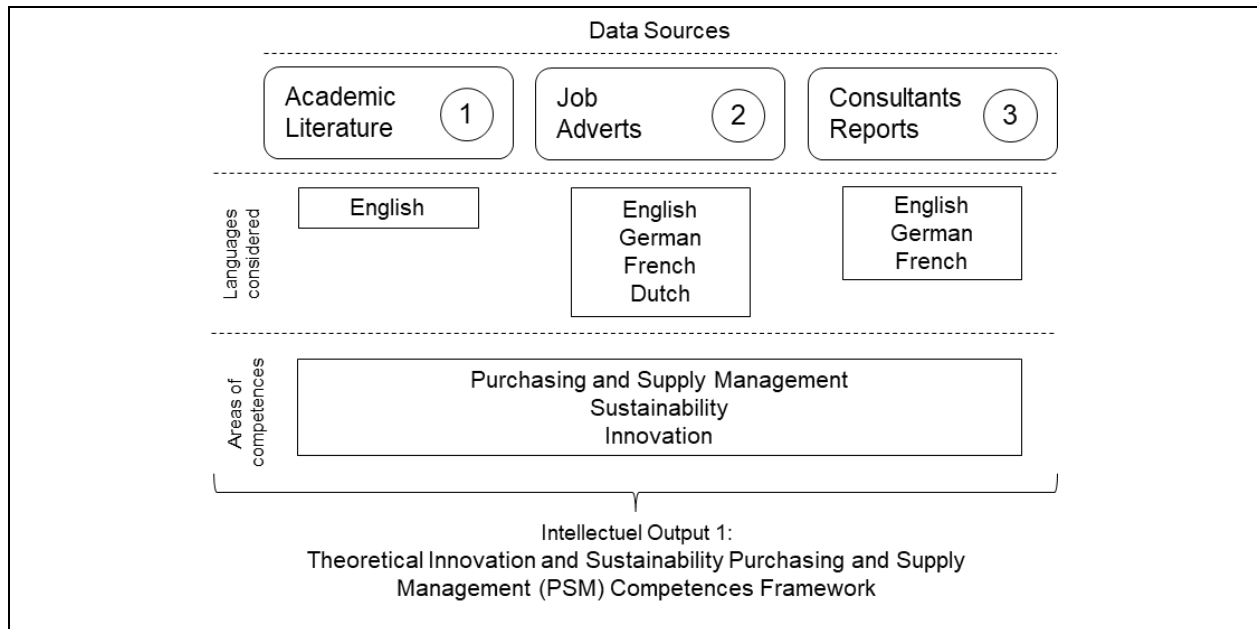 Data Sources
Academic
Literature
1
Job
Adverts
2
Consultants
Reports
3
Languages
considered
English
English
German
French
Dutch
English
German
French
Areas of
competences
Purchasing and Supply Management
Sustainability
Innovation
Intellectuel Output 1:
Theoretical Innovation and Sustainability Purchasing and Supply
Management (PSM) Competences Framework